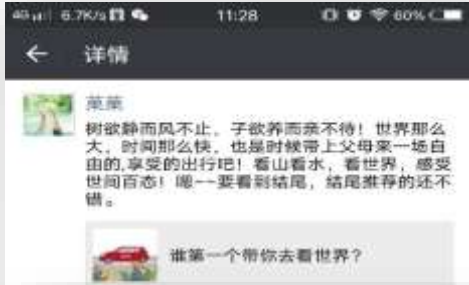 4G 6.7K/s 11:28 60%
详情
菜菜
树欲静而风不止，子欲养而亲不待！世界那么
大，时间那么快，也是时候带上父母来一场自
由的,享受的出行吧！看山看水，看世界，感受
世间百态！嗯~~要看到结尾，结尾推荐的还不
错。
谁第一个带你去看世界？